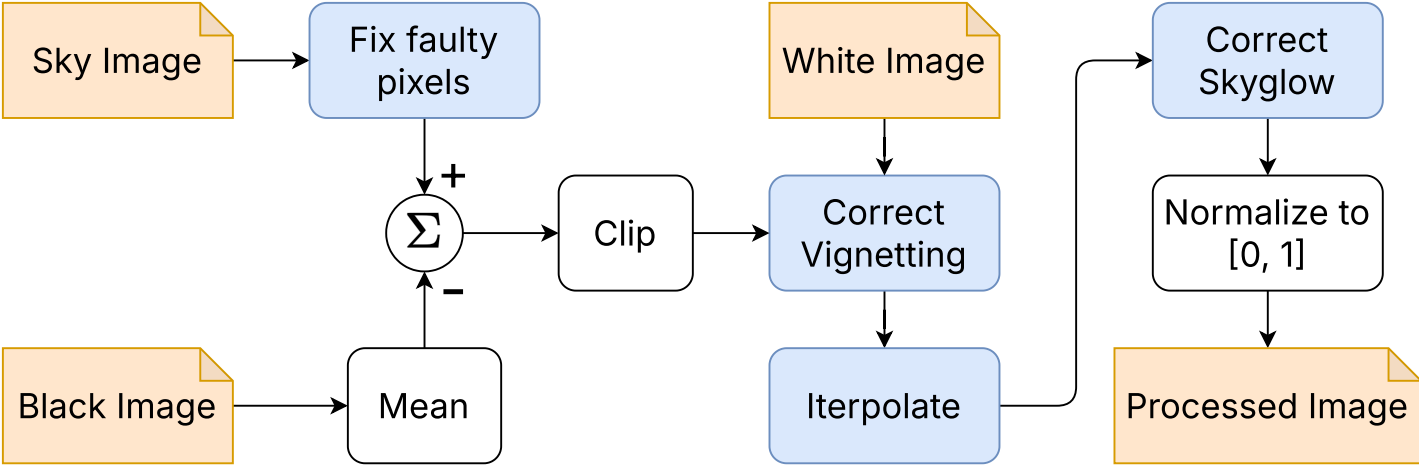 Sky Image
Fix faulty
pixels
White Image
Correct
Skyglow
+
Σ
Clip
Correct
Vignetting
Normalize to
[0, 1]
-
Black Image
Mean
Iterpolate
Processed Image